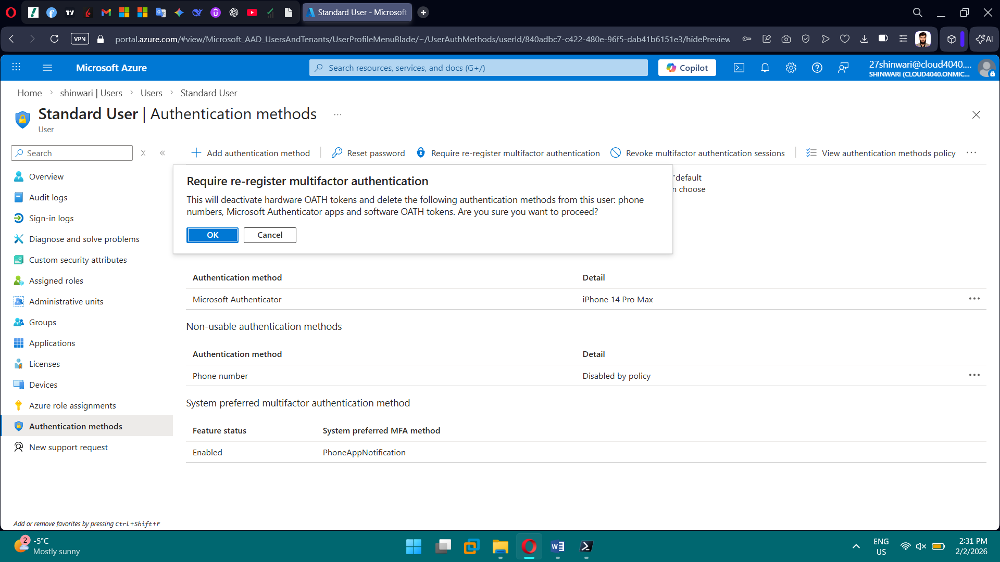 Standard User - Microsoft
VPN
portal.azure.com/#view/Microsoft_AAD_UsersAndTenants/UserProfileMenuBlade/~/UserAuthMethods/userId/840adbc7-c422-480e-96f5-dab41b6151e3/hidePreview
AI
Microsoft Azure
Search resources, services, and docs (G+/)
Copilot
27shinwari@cloud4040....
SHINWARI (CLOUD4040.ONMIC...
Home
shinwari | Users
Users
Standard User
Standard User | Authentication methods
...
User
Search
Add authentication method
Reset password
Require re-register multifactor authentication
Revoke multifactor authentication sessions
View authentication methods policy
...
Overview
Audit logs
Sign-in logs
Diagnose and solve problems
Custom security attributes
Assigned roles
Administrative units
Groups
Applications
Licenses
Devices
Azure role assignments
Authentication methods
New support request
Add or remove favorites by pressing Ctrl+Shift+F
Require re-register multifactor authentication
This will deactivate hardware OATH tokens and delete the following authentication methods from this user: phone
numbers, Microsoft Authenticator apps and software OATH tokens. Are you sure you want to proceed?
OK
Cancel
"default
n choose
Authentication method
Detail
Microsoft Authenticator
iPhone 14 Pro Max
...
Non-usable authentication methods
Authentication method
Detail
Phone number
Disabled by policy
...
System preferred multifactor authentication method
Feature status
System preferred MFA method
Enabled
PhoneAppNotification
2
-5°C
Mostly sunny
ENG
US
2:31 PM
2/2/2026